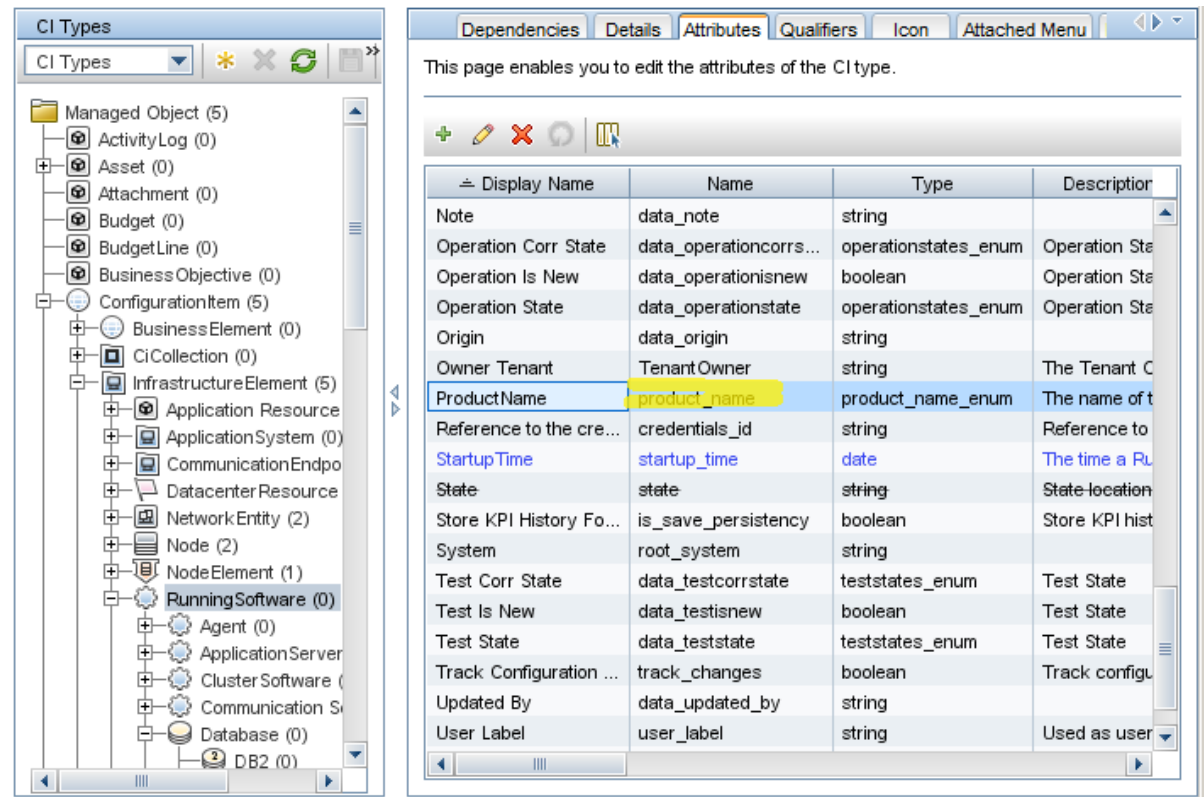 CI Types
CI Types
»
Managed Object (5)
ActivityLog (0)
Asset (0)
Attachment (0)
Budget (0)
BudgetLine (0)
BusinessObjective (0)
ConfigurationItem (5)
BusinessElement (0)
CiCollection (0)
InfrastructureElement (5)
Application Resource
ApplicationSystem (0)
CommunicationEndpo
DatacenterResource
NetworkEntity (2)
Node (2)
NodeElement (1)
RunningSoftware (0)
Agent (0)
ApplicationServer
ClusterSoftware (
Communication S
Database (0)
DB2 (0)
Dependencies Details Attributes Qualifiers Icon Attached Menu
This page enables you to edit the attributes of the CI type.
Display Name Name Type Description
Note data_note string
Operation Corr State data_operationcorrs... operationstates_enum Operation Sta
Operation Is New data_operationisnew boolean Operation Sta
Operation State data_operationstate operationstates_enum Operation Sta
Origin data_origin string
Owner Tenant TenantOwner string The Tenant O
ProductName product_name product_name_enum The name of t
Reference to the cre... credentials_id string Reference to
StartupTime startup_time date The time a Ru
State state string State location
Store KPI History Fo... is_save_persistency boolean Store KPI hist
System root_system string
Test Corr State data_testcorrstate teststates_enum Test State
Test Is New data_testisnew boolean Test State
Test State data_teststate teststates_enum Test State
Track Configuration ... track_changes boolean Track configu
Updated By data_updated_by string
User Label user_label string Used as user